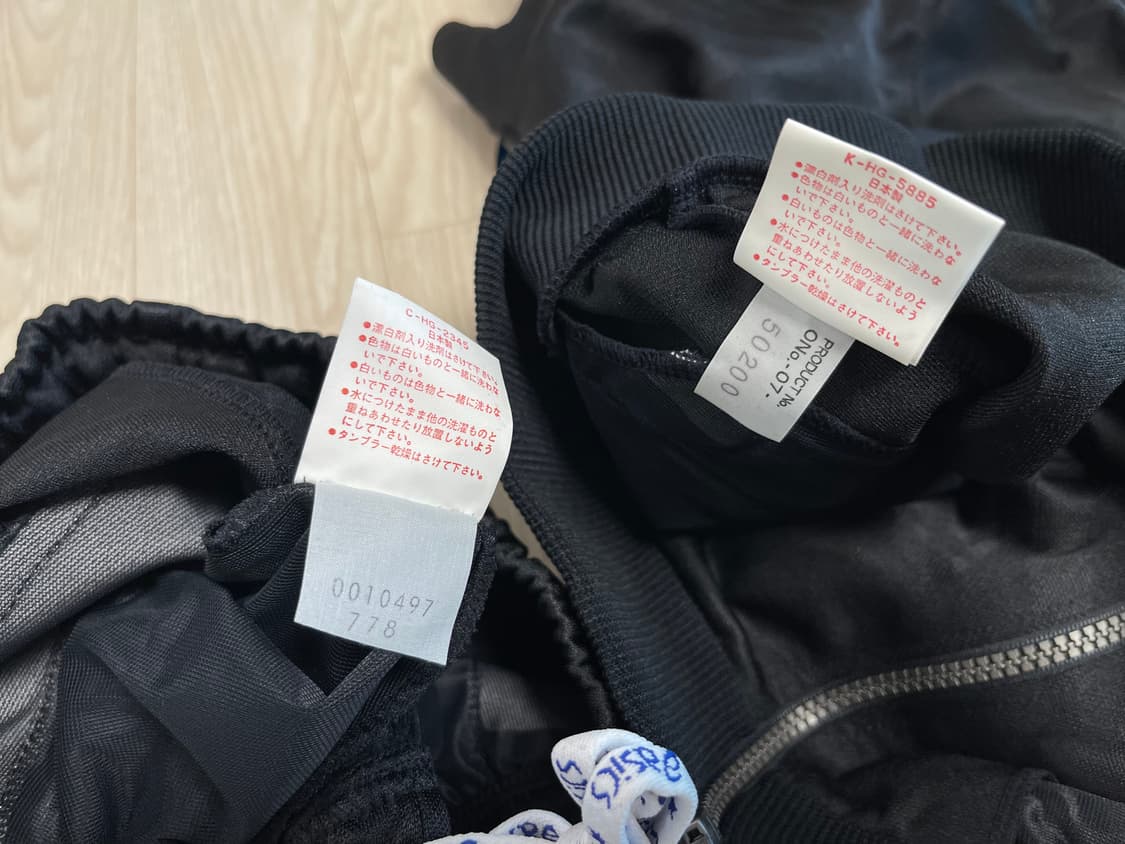 C-HG-2345
日本製
●漂白剤入り洗剤はさけて下さい。
●色物は白いものと一緒に洗わな
いで下さい。
●白いものは色物と一緒に洗わな
いで下さい。
●水につけたまま他の洗濯ものと
重ねあわせたり放置しないよう
にして下さい。
●タンブラー乾燥はさけて下さい。
0010497
778
K-HG-5885
日本製
●漂白剤入り洗剤はさけて下さい。
●色物は白いものと一緒に洗わな
いで下さい。
●白いものは色物と一緒に洗わな
いで下さい。
●水につけたまま他の洗濯ものと
重ねあわせたり放置しないよう
にして下さい。
●タンブラー乾燥はさけて下さい。
PRODUCT No.
ONo.-07-
50200
asics